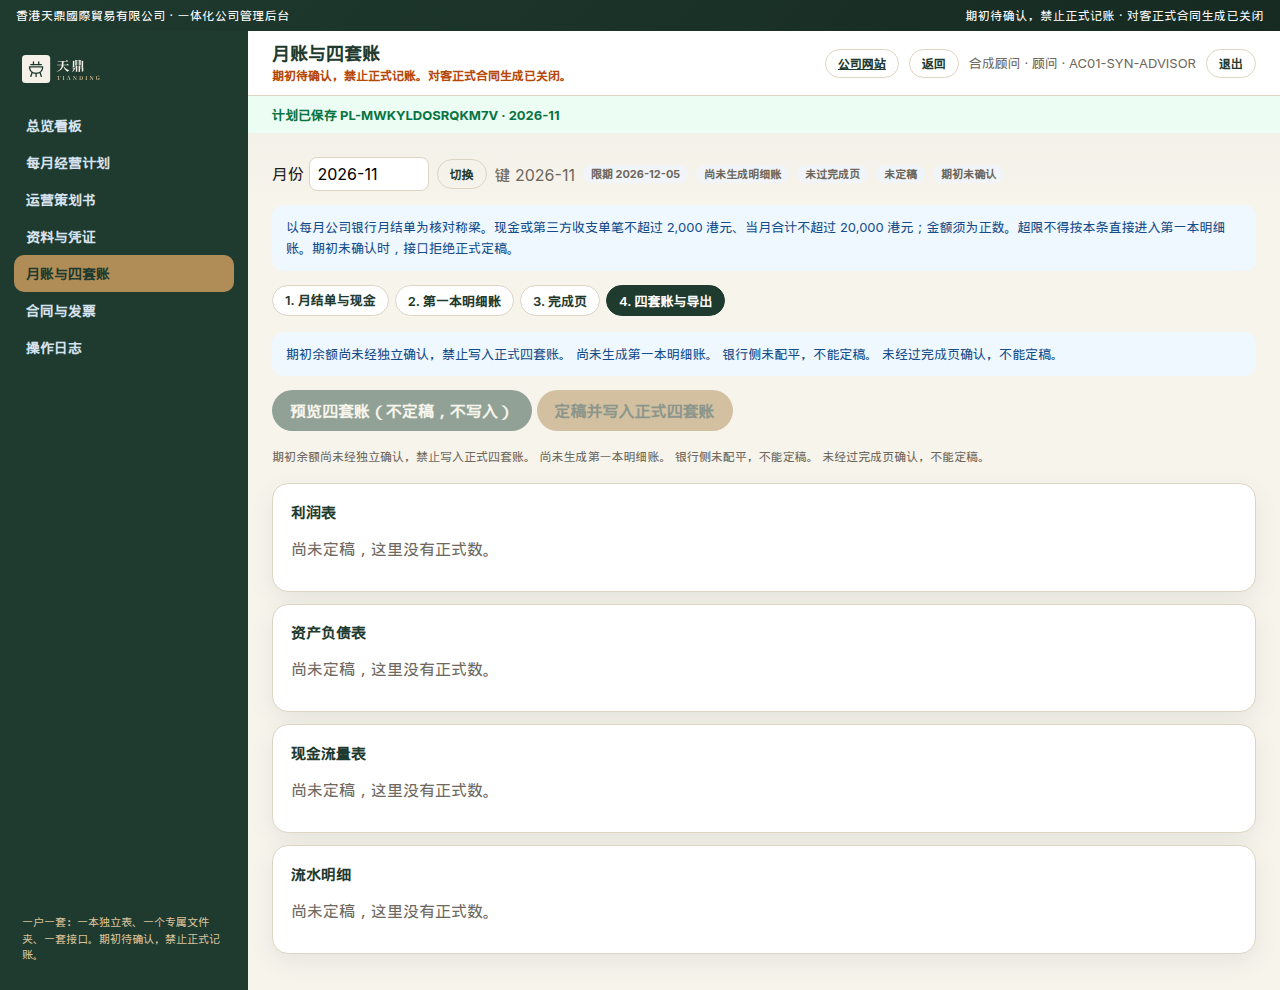 香港天鼎國際貿易有限公司 · 一体化公司管理后台
期初待确认，禁止正式记账 · 对客正式合同生成已关闭
天鼎
TIANDING
总览看板
每月经营计划
运营策划书
资料与凭证
月账与四套账
合同与发票
操作日志
一户一套：一本独立表、一个专属文件
夹、一套接口。期初待确认，禁止正式记
账。
月账与四套账
期初待确认，禁止正式记账。对客正式合同生成已关闭。
公司网站
返回
合成顾问 · 顾问 · AC01-SYN-ADVISOR
退出
计划已保存 PL-MWKYLDOSRQKM7V · 2026-11
月份 2026-11 切换 键 2026-11 限期 2026-12-05 尚未生成明细账 未过完成页 未定稿 期初未确认
以每月公司银行月结单为核对称梁。现金或第三方收支单笔不超过 2,000 港元、当月合计不超过 20,000 港元；金额须为正数。超限不得按本条直接进入第一本明细
账。期初未确认时，接口拒绝正式定稿。
1. 月结单与现金
2. 第一本明细账
3. 完成页
4. 四套账与导出
期初余额尚未经独立确认，禁止写入正式四套账。 尚未生成第一本明细账。 银行侧未配平，不能定稿。 未经过完成页确认，不能定稿。
预览四套账（不定稿，不写入）
定稿并写入正式四套账
期初余额尚未经独立确认，禁止写入正式四套账。 尚未生成第一本明细账。 银行侧未配平，不能定稿。 未经过完成页确认，不能定稿。
利润表
尚未定稿，这里没有正式数。
资产负债表
尚未定稿，这里没有正式数。
现金流量表
尚未定稿，这里没有正式数。
流水明细
尚未定稿，这里没有正式数。